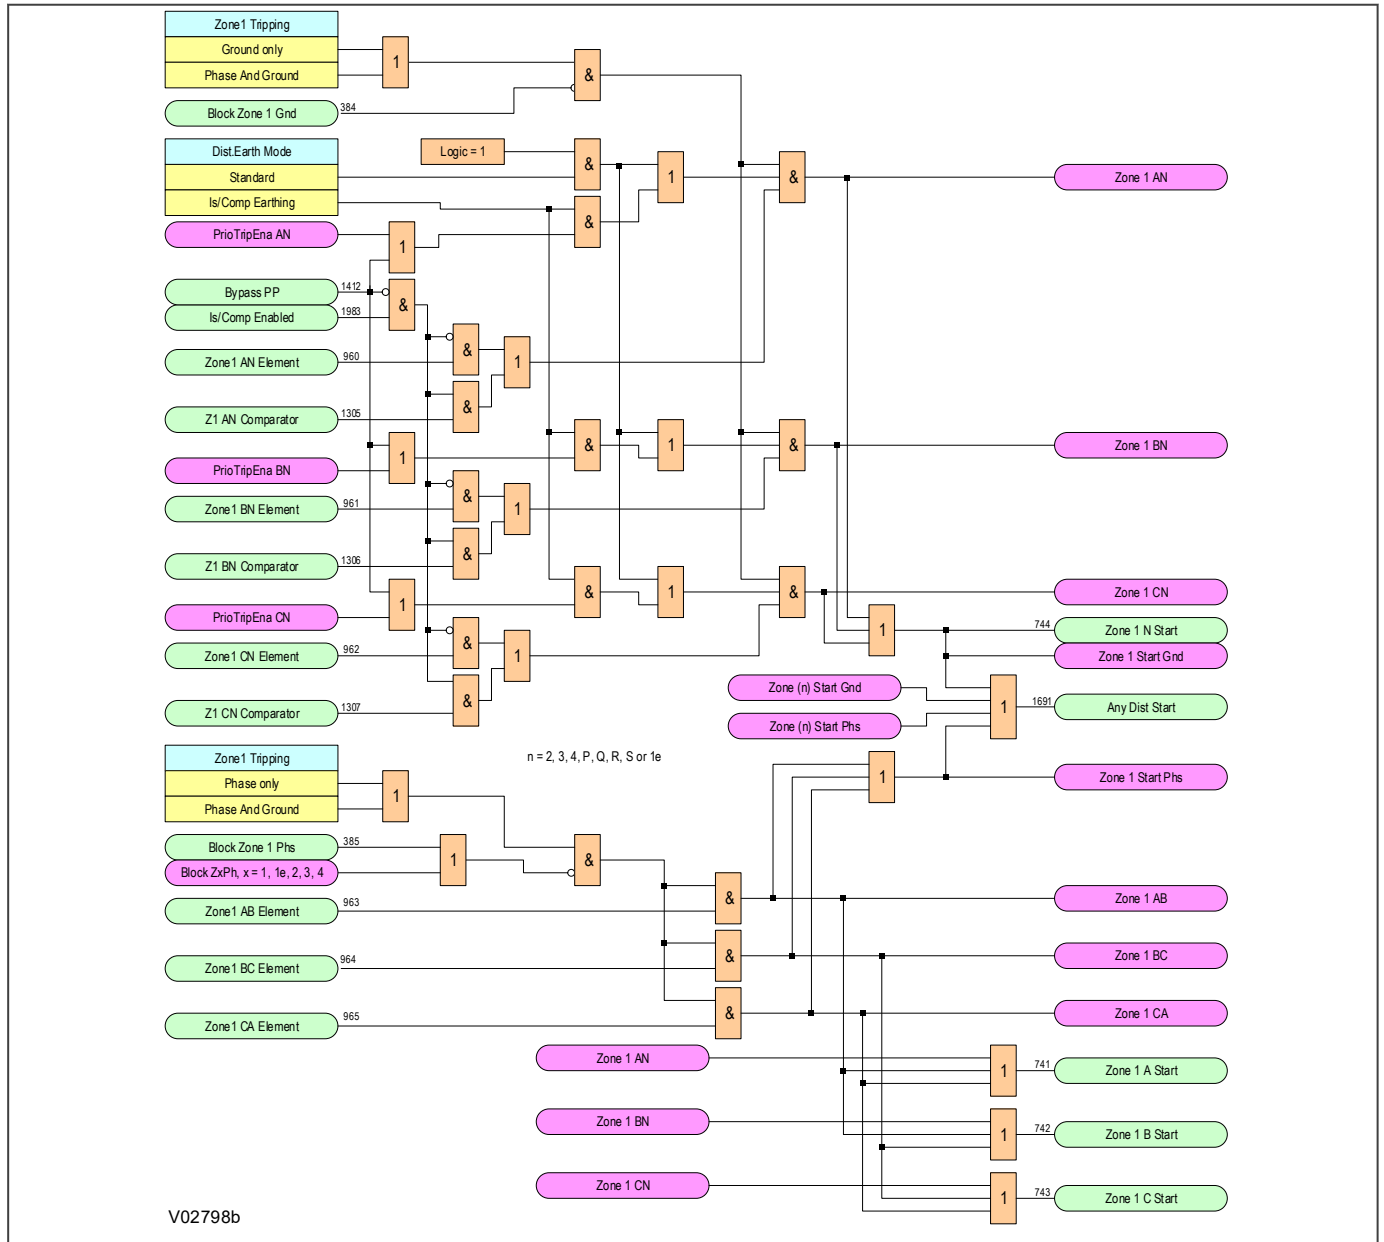 Zone1 Tripping
Ground only
1
Phase And Ground
&
Block Zone 1 Gnd
384
Dist.Earth Mode
Logic = 1
Standard
&
1
&
Zone 1 AN
Is/Comp Earthing
&
PrioTripEna AN
1
Bypass PP
1412
&
Is/Comp Enabled
1983
Zone1 AN Element
960
&
1
Z1 AN Comparator
1305
&
PrioTripEna BN
1
&
1
&
Zone 1 BN
Zone1 BN Element
961
&
1
Z1 BN Comparator
1306
&
PrioTripEna CN
1
&
1
&
Zone 1 CN
1
744
Zone 1 N Start
Zone1 CN Element
962
&
1
Zone 1 Start Gnd
Z1 CN Comparator
1307
&
Zone (n) Start Gnd
Zone (n) Start Phs
1
1691
Any Dist Start
n = 2, 3, 4, P, Q, R, S or 1e
Zone1 Tripping
Phase only
1
Phase And Ground
1
Zone 1 Start Phs
Block Zone 1 Phs
385
1
&
Block ZxPh, x = 1, 1e, 2, 3, 4
Zone1 AB Element
963
&
Zone 1 AB
Zone1 BC Element
964
&
Zone 1 BC
Zone1 CA Element
965
&
Zone 1 CA
Zone 1 AN
1
741
Zone 1 A Start
Zone 1 BN
1
742
Zone 1 B Start
Zone 1 CN
1
743
Zone 1 C Start
V02798b